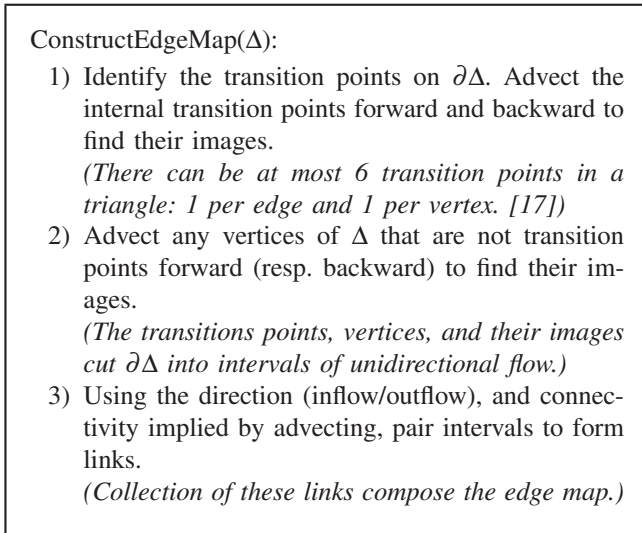 ConstructEdgeMap(Δ):
1) Identify the transition points on ∂Δ. Advect the
internal transition points forward and backward to
find their images.
(There can be at most 6 transition points in a
triangle: 1 per edge and 1 per vertex. [17])
2) Advect any vertices of Δ that are not transition
points forward (resp. backward) to find their im-
ages.
(The transitions points, vertices, and their images
cut ∂Δ into intervals of unidirectional flow.)
3) Using the direction (inflow/outflow), and connec-
tivity implied by advecting, pair intervals to form
links.
(Collection of these links compose the edge map.)